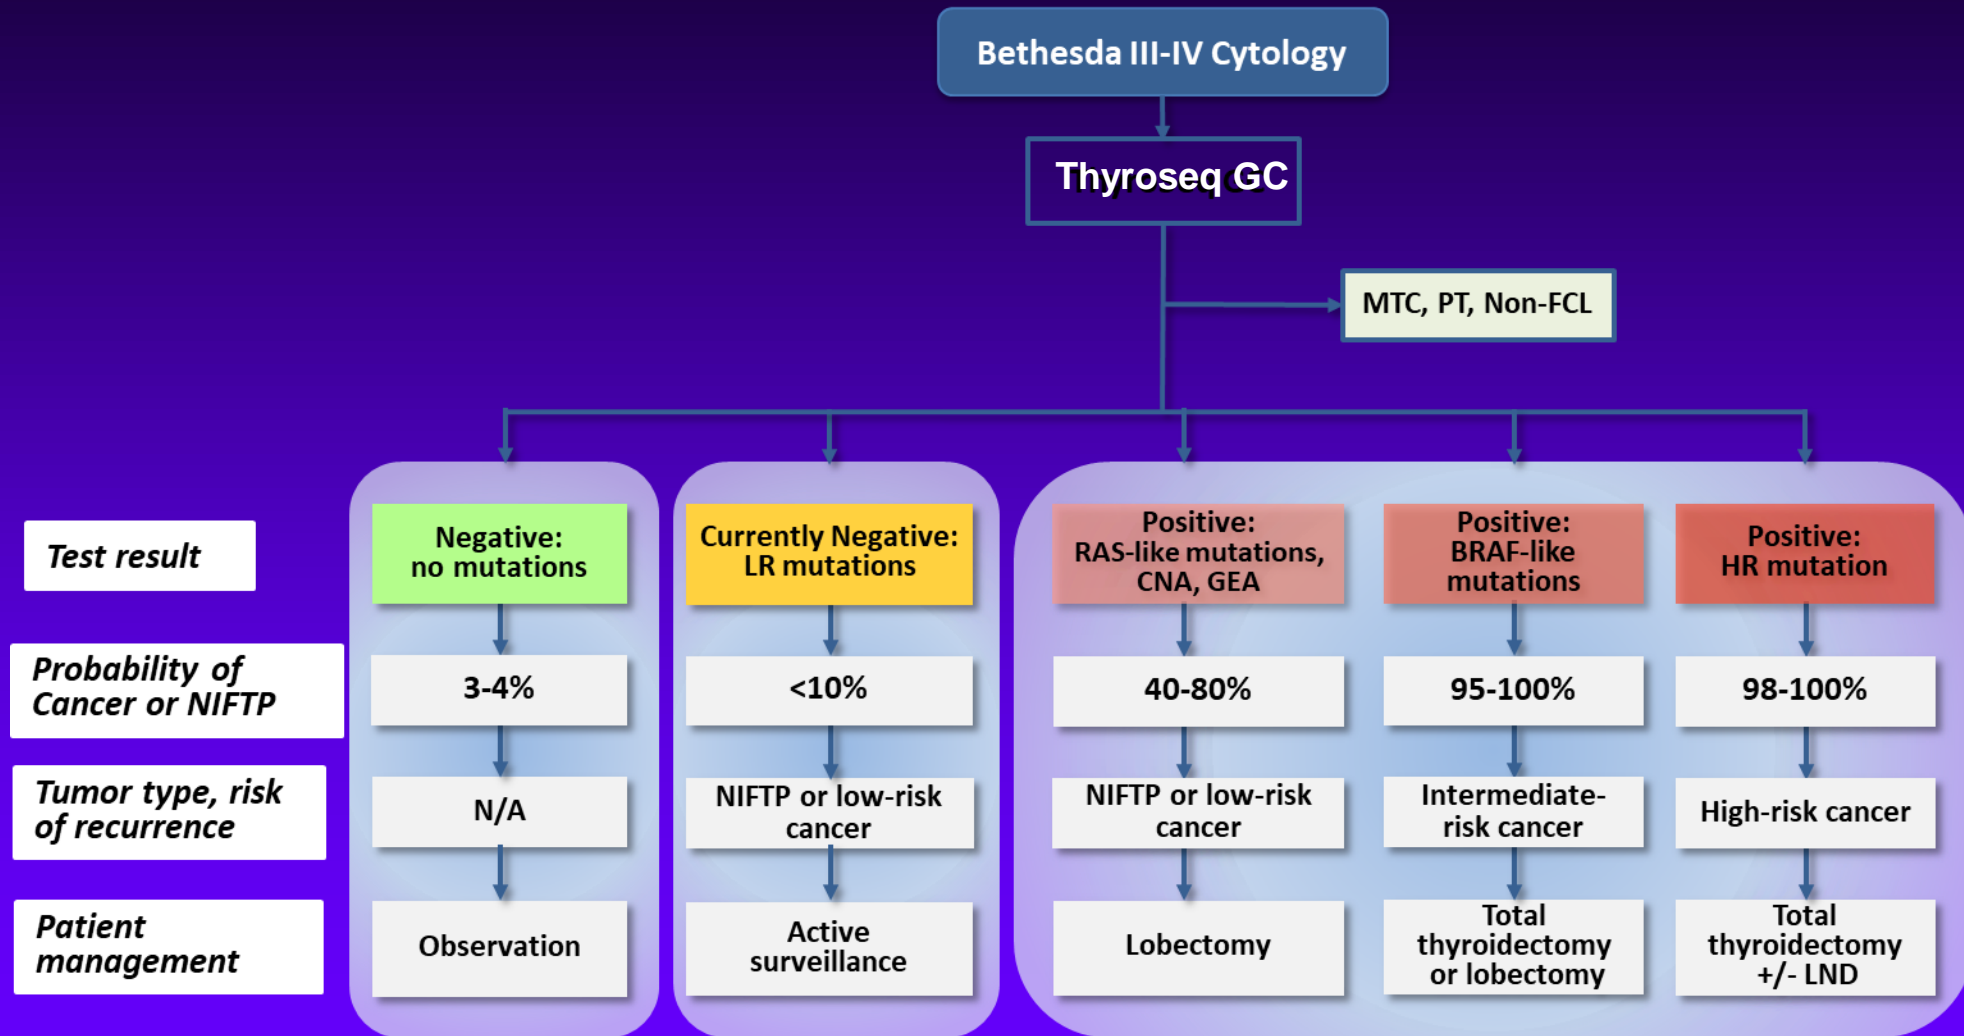 Bethesda III-IV Cytology
Thyroseq GC
MTC, PT, Non-FCL
Test result
Negative:
no mutations
Currently Negative:
LR mutations
Positive:
RAS-like mutations,
CNA, GEA
Positive:
BRAF-like
mutations
Positive:
HR mutation
Probability of
Cancer or NIFTP
3-4%
<10%
40-80%
95-100%
98-100%
Tumor type, risk
of recurrence
N/A
NIFTP or low-risk
cancer
NIFTP or low-risk
cancer
Intermediate-
risk cancer
High-risk cancer
Patient
management
Observation
Active
surveillance
Lobectomy
Total
thyroidectomy
or lobectomy
Total
thyroidectomy
+/- LND